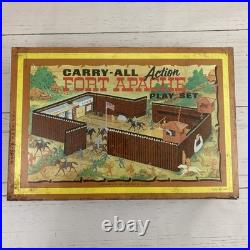 CARRY-ALL Action
FORT APACHE
PLAY SET